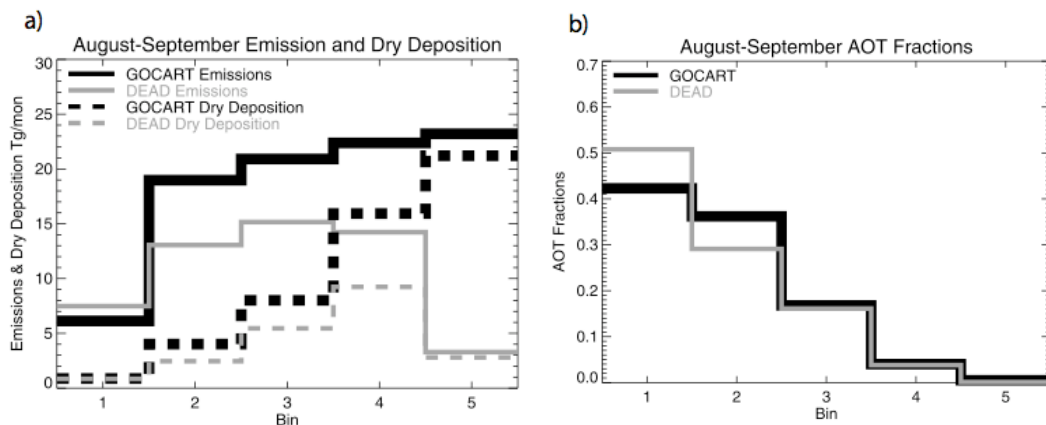 a)
August-September Emission and Dry Deposition
Emissions & Dry Deposition Tg/mon
30
25
20
15
10
5
0
GOCART Emissions
DEAD Emissions
GOCART Dry Deposition
DEAD Dry Deposition
1 2 3 4 5
Bin
b)
August-September AOT Fractions
AOT Fractions
0.7
0.6
0.5
0.4
0.3
0.2
0.1
0.0
GOCART
DEAD
1 2 3 4 5
Bin